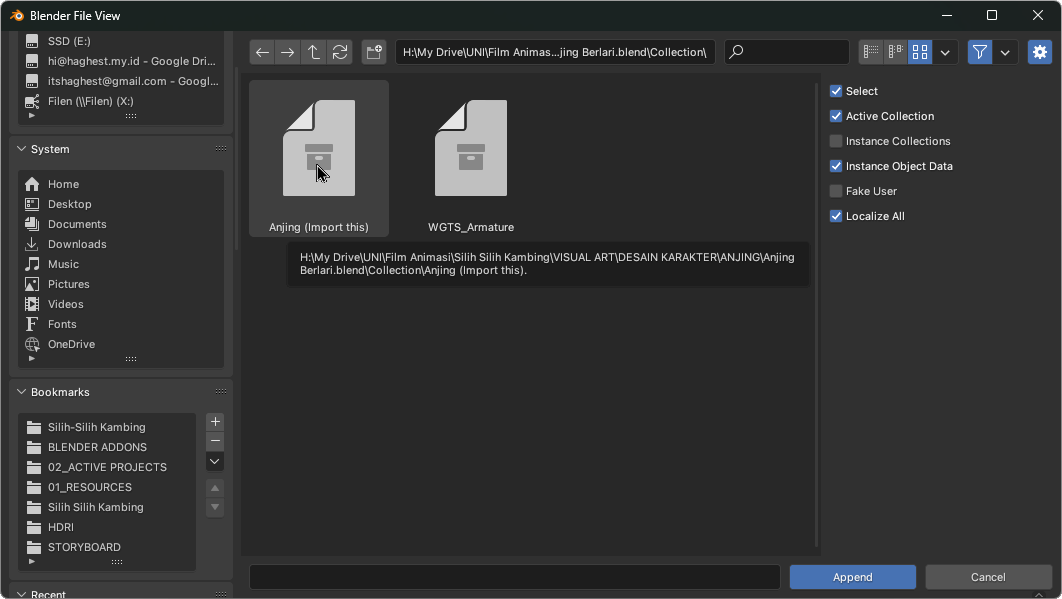 Blender File View
SSD (E:)
hi@haghest.my.id - Google Dri...
itshaghest@gmail.com - Googl...
Filen (\\Filen) (X:)
System
Home
Desktop
Documents
Downloads
Music
Pictures
Videos
Fonts
OneDrive
Bookmarks
Silih-Silih Kambing
BLENDER ADDONS
02_ACTIVE PROJECTS
01_RESOURCES
Silih Silih Kambing
HDRI
STORYBOARD
Recent
H:\My Drive\UNI\Film Animas...jing Berlari.blend\Collection\
Anjing (Import this)
WGTS_Armature
H:\My Drive\UNI\Film Animasi\Silih Silih Kambing\VISUAL ART\DESAIN KARAKTER\ANJING\Anjing
Berlari.blend\Collection\Anjing (Import this).
Select
Active Collection
Instance Collections
Instance Object Data
Fake User
Localize All
Append
Cancel